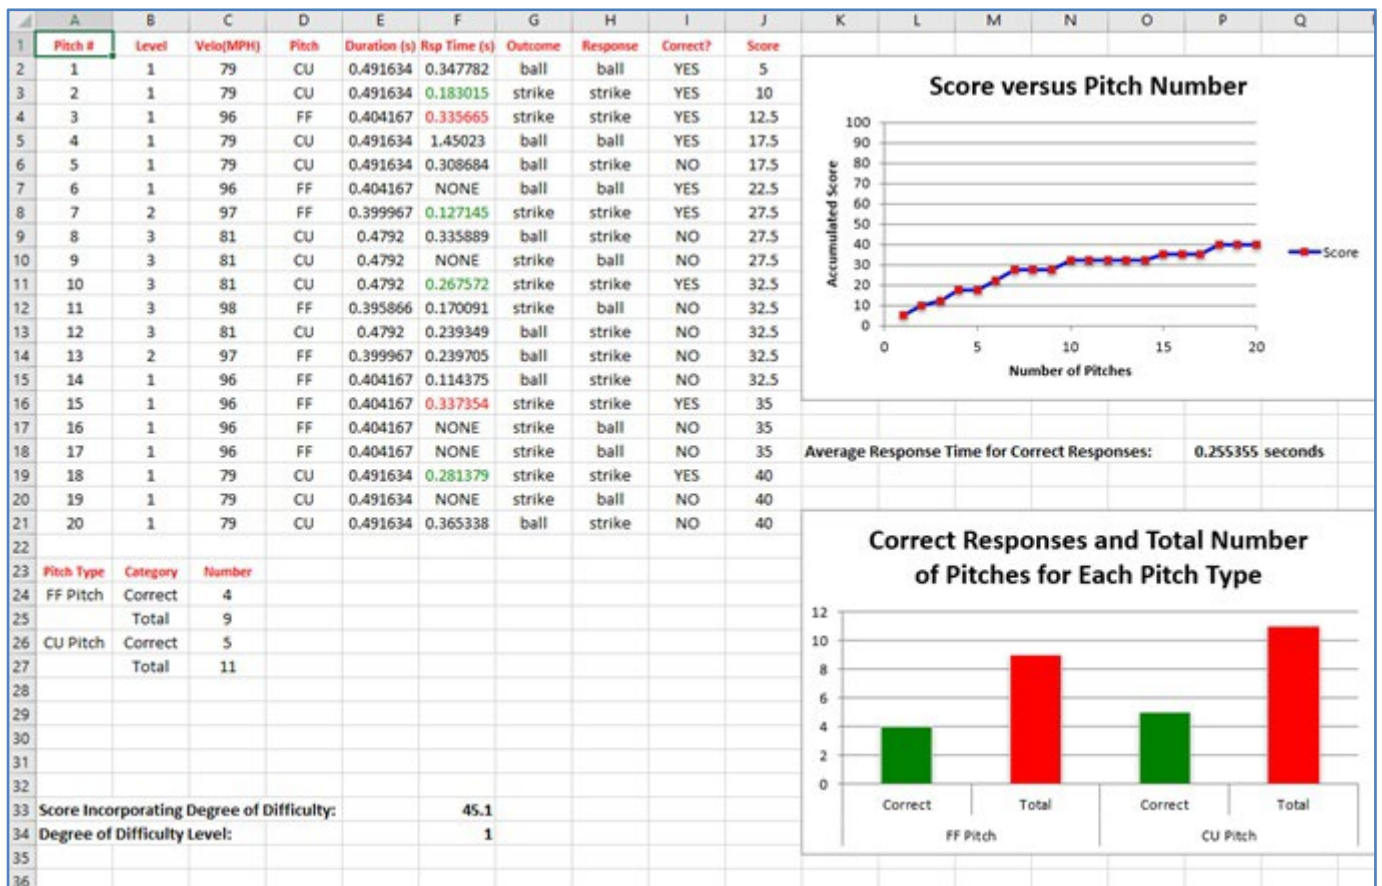 A B C D E F G H I J K L M N O P Q
1 Pitch # Level Velo(MPH) Pitch Duration (s) Rsp Time (s) Outcome Response Correct? Score
2 1 1 79 CU 0.491634 0.347782 ball ball YES 5
3 2 1 79 CU 0.491634 0.183015 strike strike YES 10
4 3 1 96 FF 0.404167 0.335665 strike strike YES 12.5
5 4 1 79 CU 0.491634 1.45023 ball ball YES 17.5
6 5 1 79 CU 0.491634 0.308684 ball strike NO 17.5
7 6 1 96 FF 0.404167 NONE ball ball YES 22.5
8 7 2 97 FF 0.399967 0.127145 strike strike YES 27.5
9 8 3 81 CU 0.4792 0.335889 ball strike NO 27.5
10 9 3 81 CU 0.4792 NONE strike ball NO 27.5
11 10 3 81 CU 0.4792 0.267572 strike strike YES 32.5
12 11 3 98 FF 0.395866 0.170091 strike ball NO 32.5
13 12 3 81 CU 0.4792 0.239349 ball strike NO 32.5
14 13 2 97 FF 0.399967 0.239705 ball strike NO 32.5
15 14 1 96 FF 0.404167 0.114375 ball strike NO 32.5
16 15 1 96 FF 0.404167 0.337354 strike strike YES 35
17 16 1 96 FF 0.404167 NONE strike ball NO 35
18 17 1 96 FF 0.404167 NONE strike ball NO 35
19 18 1 79 CU 0.491634 0.281379 strike strike YES 40
20 19 1 79 CU 0.491634 NONE strike ball NO 40
21 20 1 79 CU 0.491634 0.365338 ball strike NO 40
22
23 Pitch Type Category Number
24 FF Pitch Correct 4
25 Total 9
26 CU Pitch Correct 5
27 Total 11
28
29
30
31
32
33 Score Incorporating Degree of Difficulty: 45.1
34 Degree of Difficulty Level: 1
35
36
Score versus Pitch Number
100
90
80
70
60
50
40
30
20
10
0
Accumulated Score
0 5 10 15 20
Number of Pitches
Score
Average Response Time for Correct Responses: 0.255355 seconds
Correct Responses and Total Number
of Pitches for Each Pitch Type
12
10
8
6
4
2
0
Correct Total Correct Total
FF Pitch CU Pitch